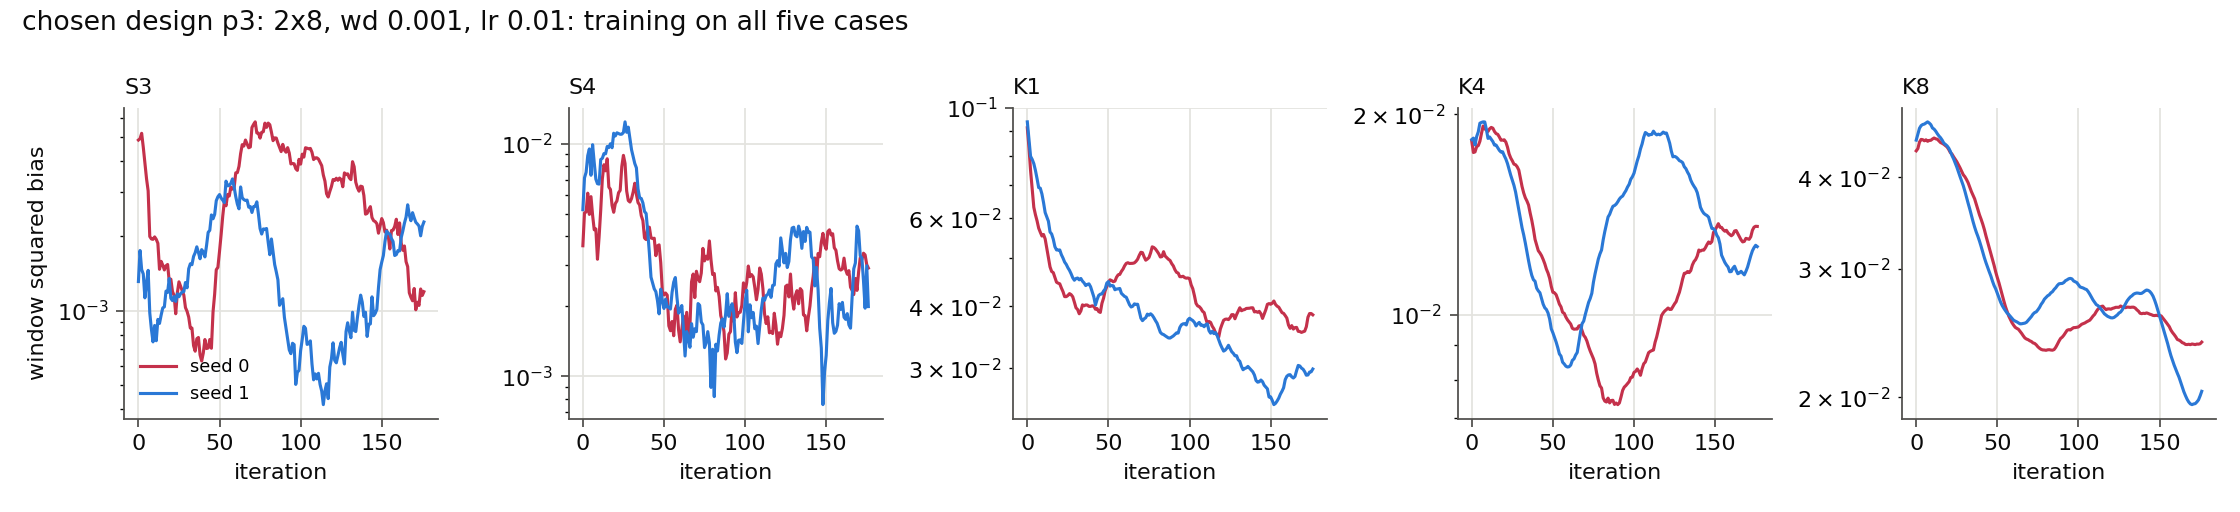 chosen design p3: 2x8, wd 0.001, lr 0.01: training on all five cases
S3
window squared bias
10⁻³
seed 0
seed 1
0 50 100 150
iteration
S4
10⁻²
10⁻³
0 50 100 150
iteration
K1
10⁻¹
6 × 10⁻²
4 × 10⁻²
3 × 10⁻²
0 50 100 150
iteration
K4
2 × 10⁻²
10⁻²
0 50 100 150
iteration
K8
4 × 10⁻²
3 × 10⁻²
2 × 10⁻²
0 50 100 150
iteration